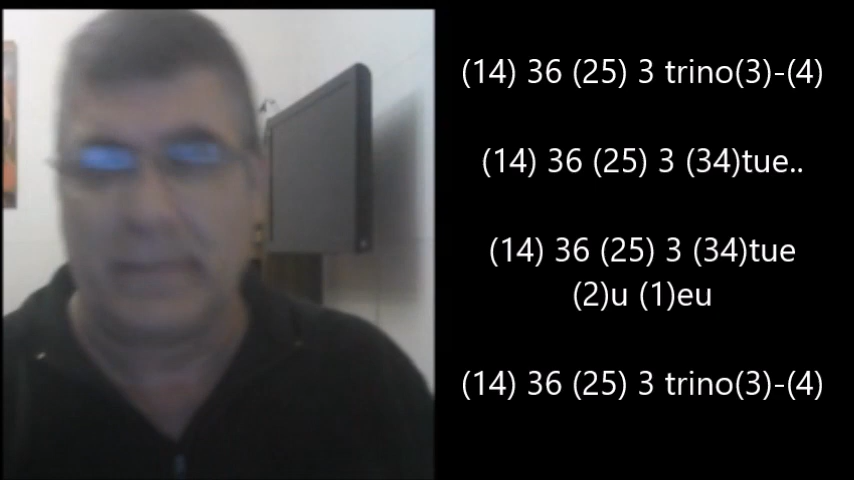 (14) 36 (25) 3 trino(3)-(4)
(14) 36 (25) 3 (34)tue..
(14) 36 (25) 3 (34)tue
(2)u (1)eu
(14) 36 (25) 3 trino(3)-(4)